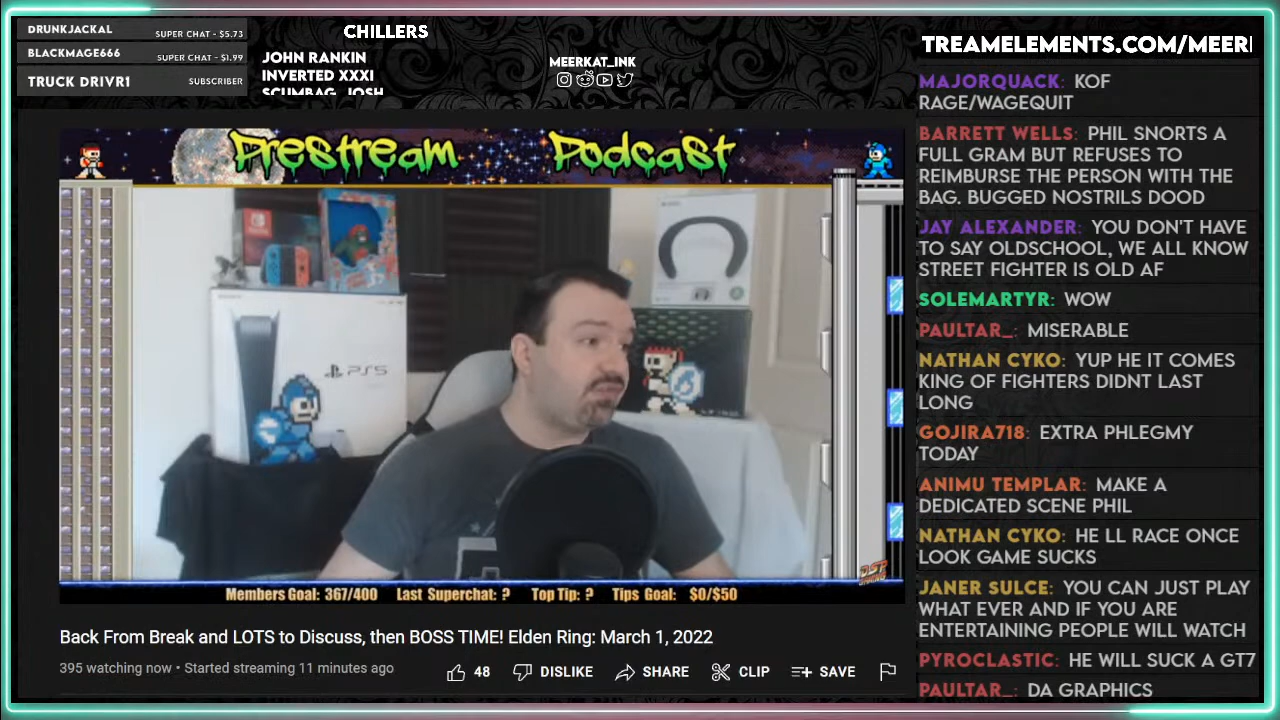 DRUNKJACKAL SUPER CHAT - $5.73
BLACKMAGE666 SUPER CHAT - $1.99
TRUCK DRIVR1 SUBSCRIBER
CHILLERS
JOHN RANKIN
INVERTED XXXI
SCUMBAG_JOSH
MEERKAT_INK
TREAMELEMENTS.COM/MEER
Prestream Podcast
PS5
DST
Members Goal: 367/400 Last Superchat: ? Top Tip: ? Tips Goal: $0/$50
Back From Break and LOTS to Discuss, then BOSS TIME! Elden Ring: March 1, 2022
395 watching now • Started streaming 11 minutes ago
48 DISLIKE SHARE CLIP SAVE
MAJORQUACK: KOF
RAGE/WAGEQUIT
BARRETT WELLS: PHIL SNORTS A
FULL GRAM BUT REFUSES TO
REIMBURSE THE PERSON WITH THE
BAG. BUGGED NOSTRILS DOOD
JAY ALEXANDER: YOU DON'T HAVE
TO SAY OLDSCHOOL, WE ALL KNOW
STREET FIGHTER IS OLD AF
SOLEMARTYR: WOW
PAULTAR_: MISERABLE
NATHAN CYKO: YUP HE IT COMES
KING OF FIGHTERS DIDNT LAST
LONG
GOJIRA718: EXTRA PHLEGMY
TODAY
ANIMU TEMPLAR: MAKE A
DEDICATED SCENE PHIL
NATHAN CYKO: HE LL RACE ONCE
LOOK GAME SUCKS
JANER SULCE: YOU CAN JUST PLAY
WHAT EVER AND IF YOU ARE
ENTERTAINING PEOPLE WILL WATCH
PYROCLASTIC: HE WILL SUCK A GT7
PAULTAR_: DA GRAPHICS